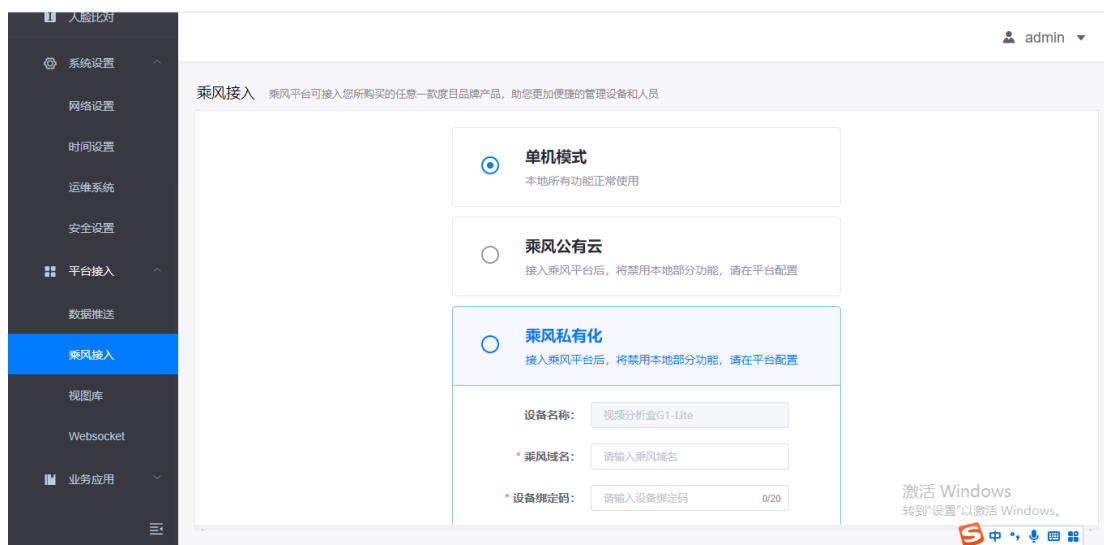 人脸比对
系统设置
网络设置
时间设置
运维系统
安全设置
平台接入
数据推送
乘风接入
视图库
Websocket
业务应用
admin
乘风接入 乘风平台可接入您所购买的任意一款度目品牌产品，助您更加便捷的管理设备和人员
单机模式
本地所有功能正常使用
乘风公有云
接入乘风平台后，将禁用本地部分功能，请在平台配置
乘风私有化
接入乘风平台后，将禁用本地部分功能，请在平台配置
设备名称： 视频分析盒G1-Lite
* 乘风域名： 请输入乘风域名
* 设备绑定码： 请输入设备绑定码 0/20
激活 Windows
转到"设置"以激活 Windows。
中